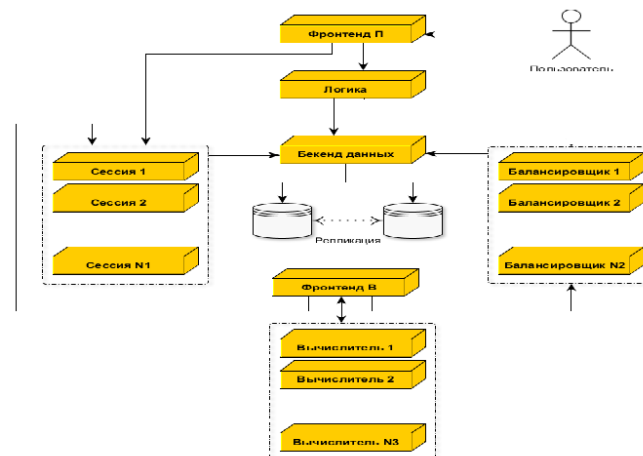 Фронтенд П
Пользователь
Логика
Бекенд данных
Сессия 1
Сессия 2
Сессия N1
Балансировщик 1
Балансировщик 2
Балансировщик N2
Репликация
Фронтенд В
Вычислитель 1
Вычислитель 2
Вычислитель N3